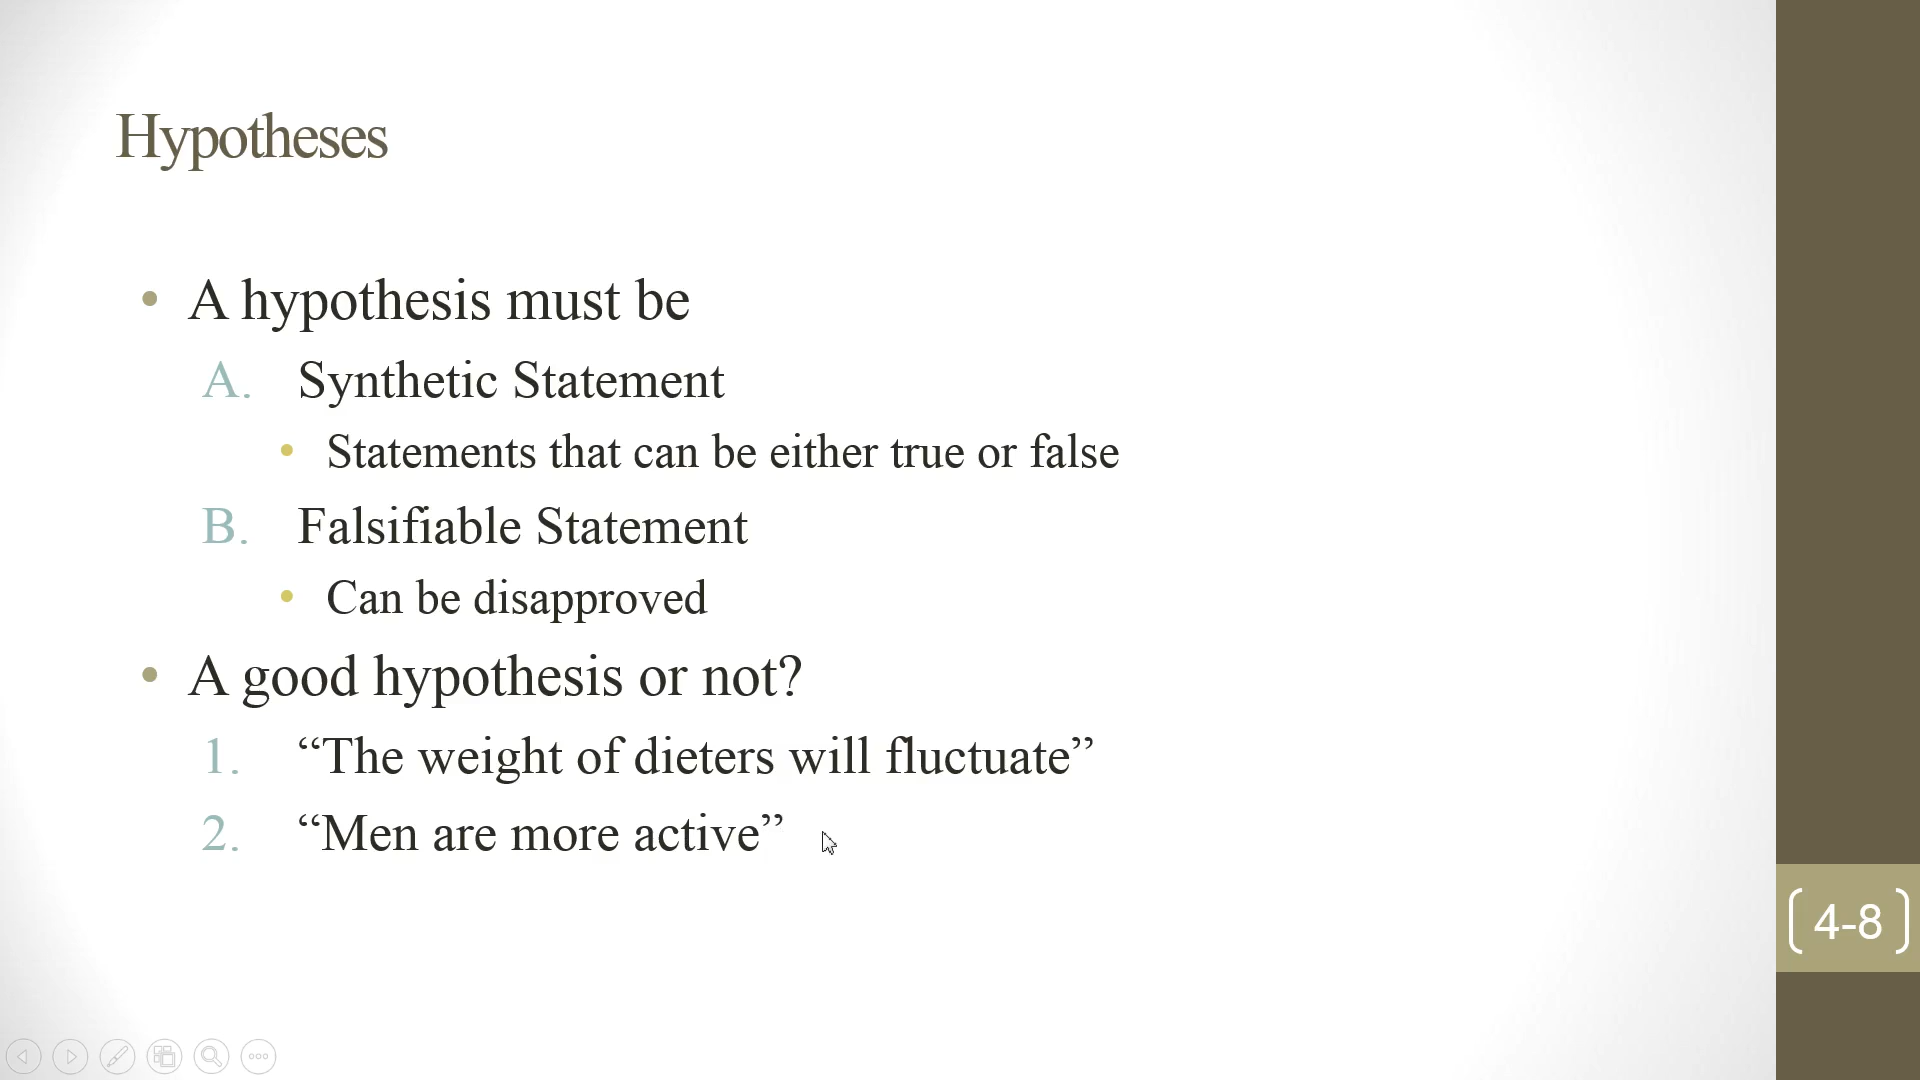 Hypotheses
• A hypothesis must be
A. Synthetic Statement
• Statements that can be either true or false
B. Falsifiable Statement
• Can be disapproved
• A good hypothesis or not?
1. “The weight of dieters will fluctuate”
2. “Men are more active”
4-8